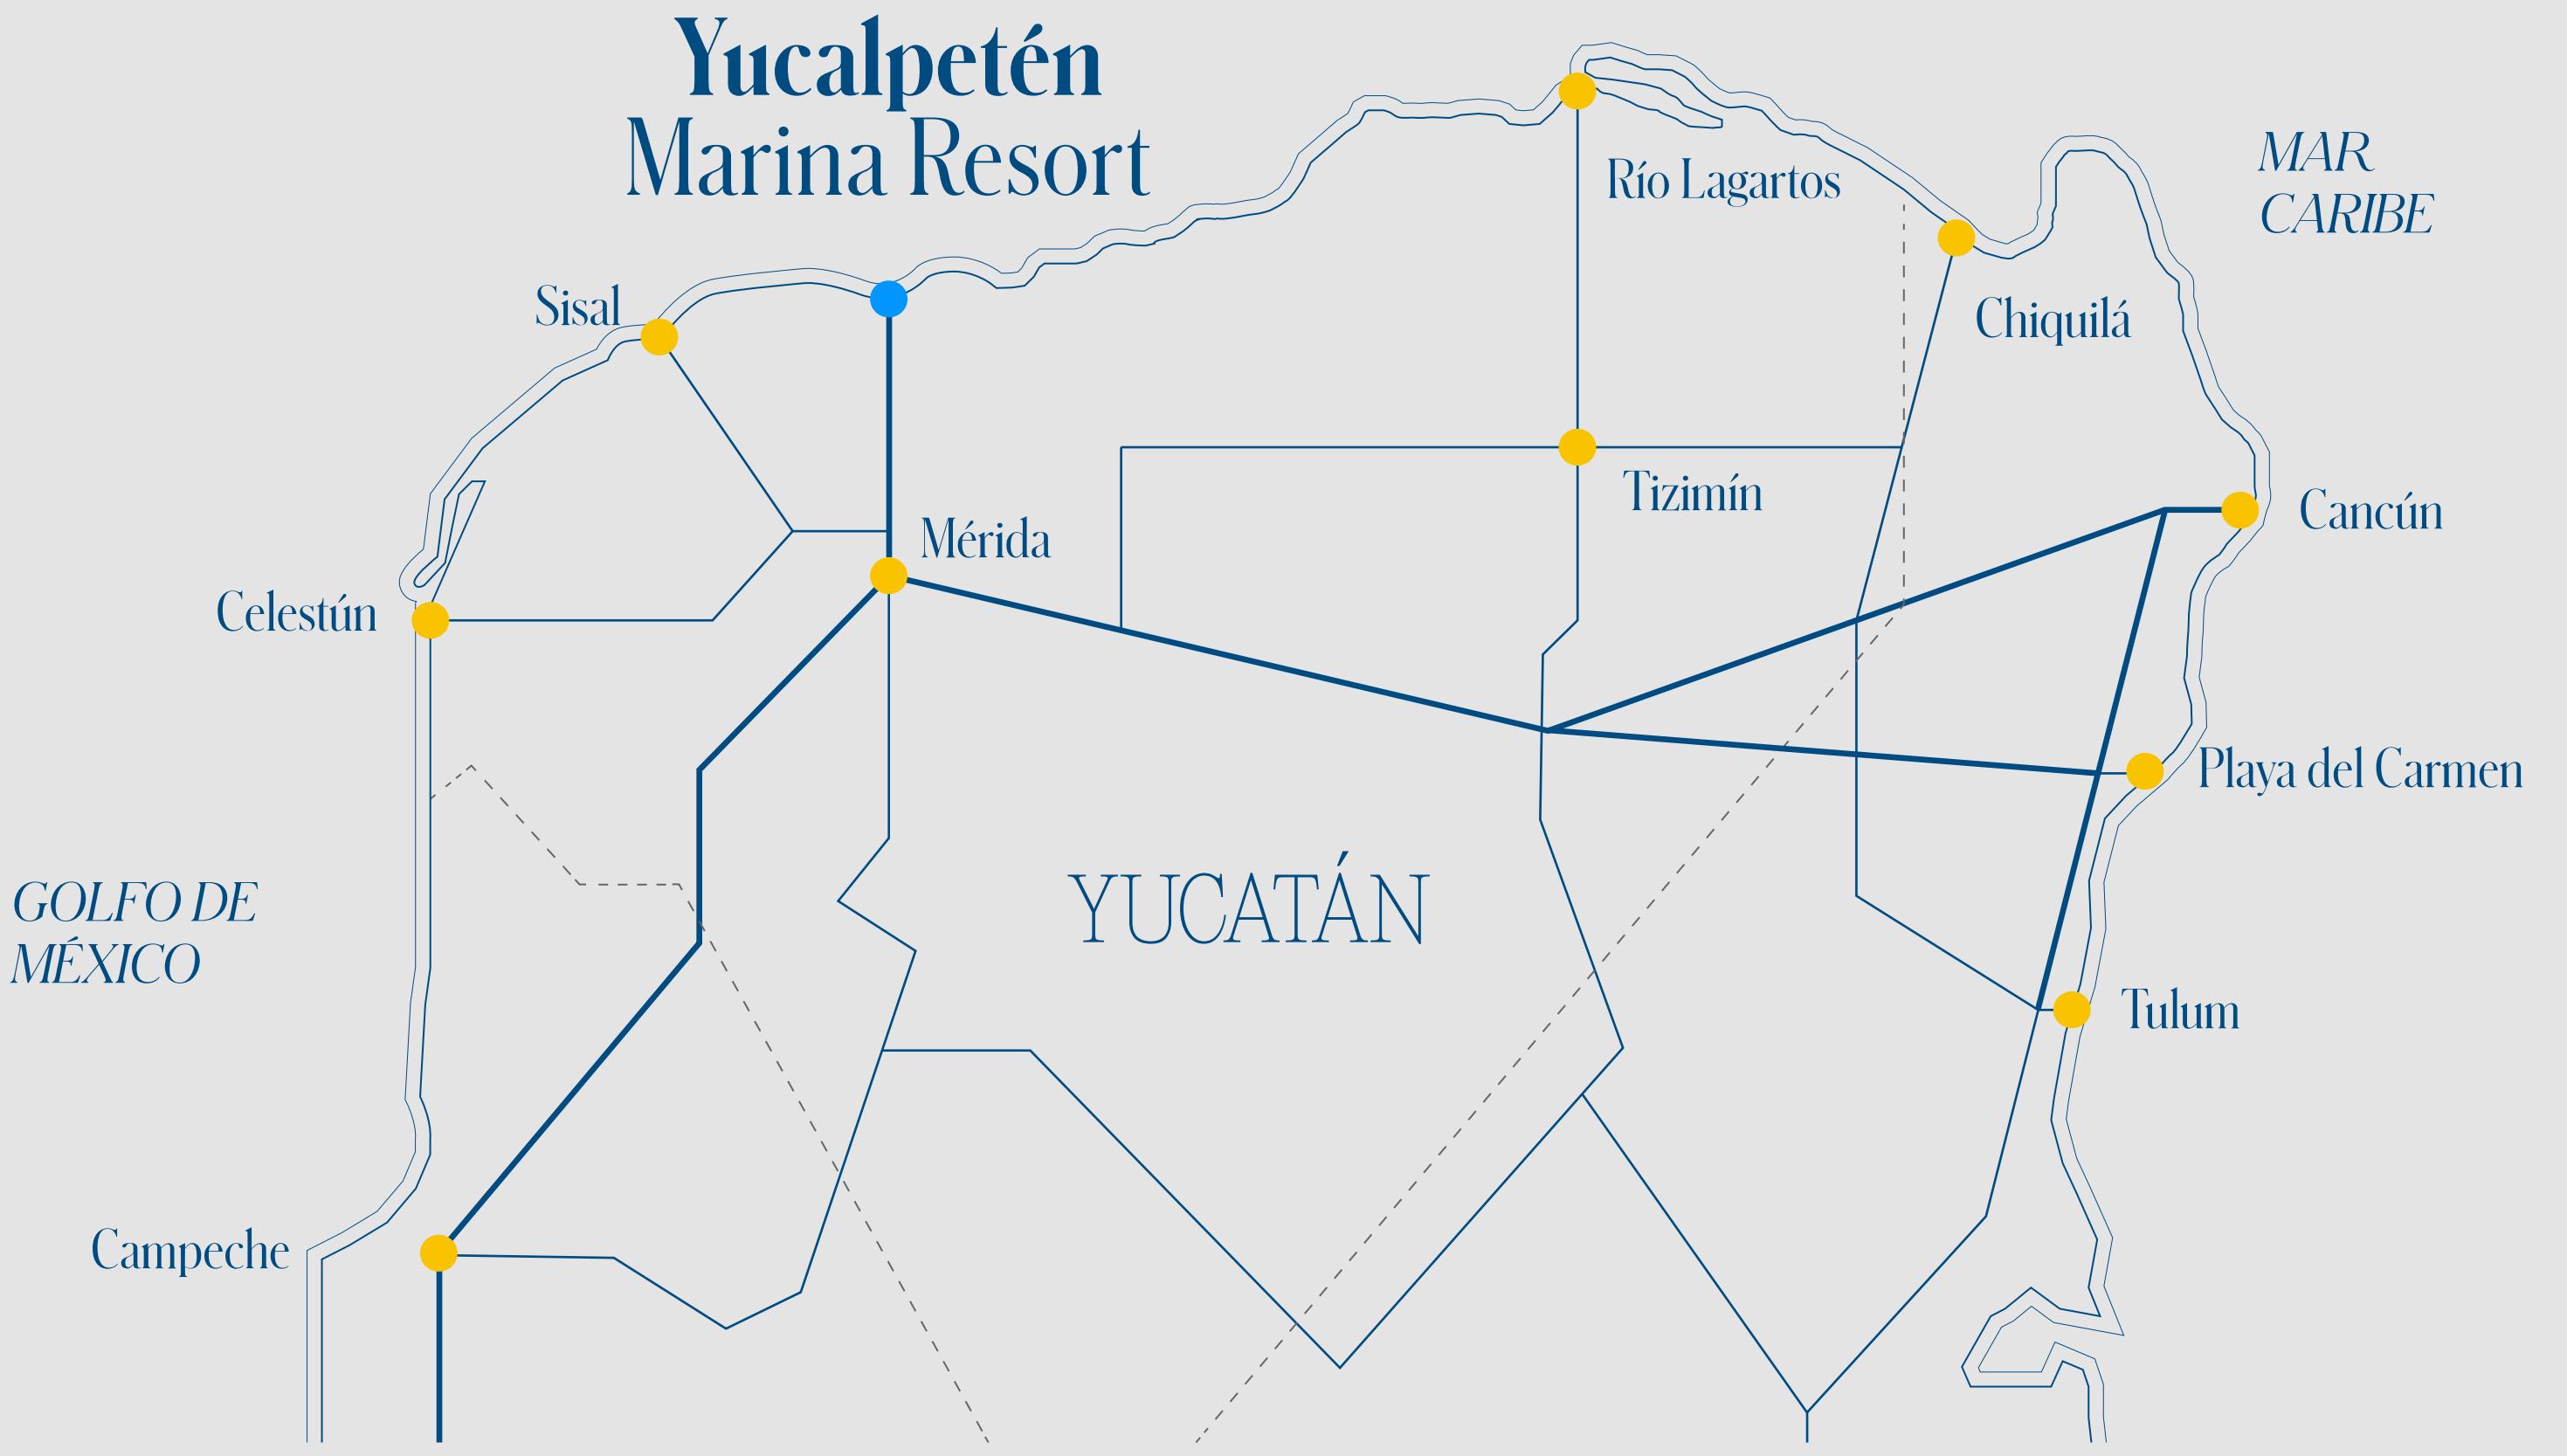 Yucalpetén
Marina Resort
MAR
CARIBE
Río Lagartos
Sisal
Chiquilá
Tizimín
Cancún
Mérida
Celestún
Playa del Carmen
YUCATÁN
GOLFO DE
MÉXICO
Tulum
Campeche